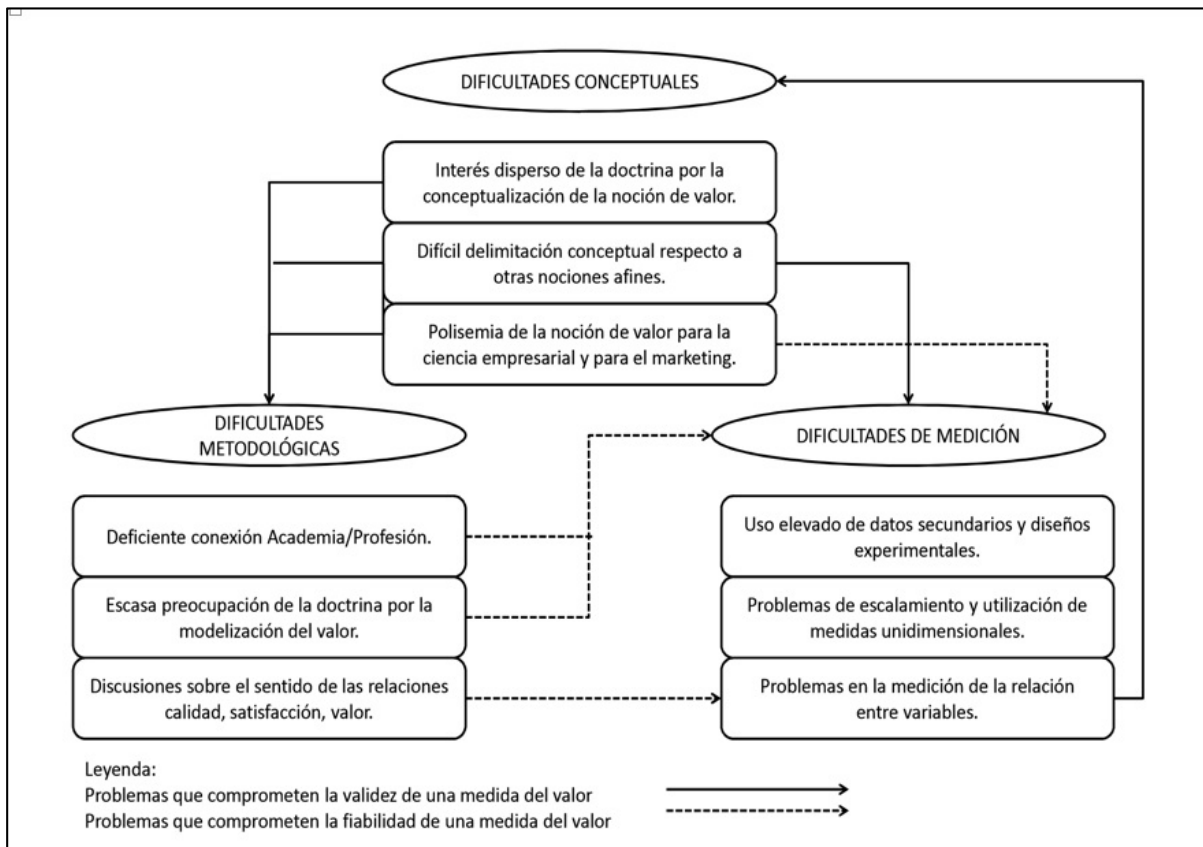 DIFICULTADES CONCEPTUALES
Interés disperso de la doctrina por la
conceptualización de la noción de valor.
Difícil delimitación conceptual respecto a
otras nociones afines.
Polisemia de la noción de valor para la
ciencia empresarial y para el marketing.
DIFICULTADES
METODOLÓGICAS
DIFICULTADES DE MEDICIÓN
Deficiente conexión Academia/Profesión.
Escasa preocupación de la doctrina por la
modelización del valor.
Discusiones sobre el sentido de las relaciones
calidad, satisfacción, valor.
Uso elevado de datos secundarios y diseños
experimentales.
Problemas de escalamiento y utilización de
medidas unidimensionales.
Problemas en la medición de la relación
entre variables.
Leyenda:
Problemas que comprometen la validez de una medida del valor
Problemas que comprometen la fiabilidad de una medida del valor